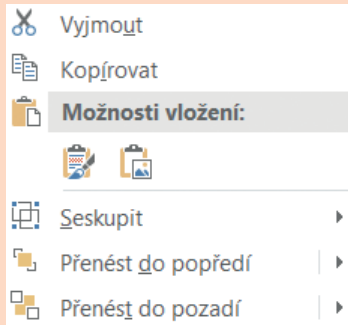 Vyjmout
Kopírovat
Možnosti vložení:
Seskupit
Přenést do popředí
Přenést do pozadí